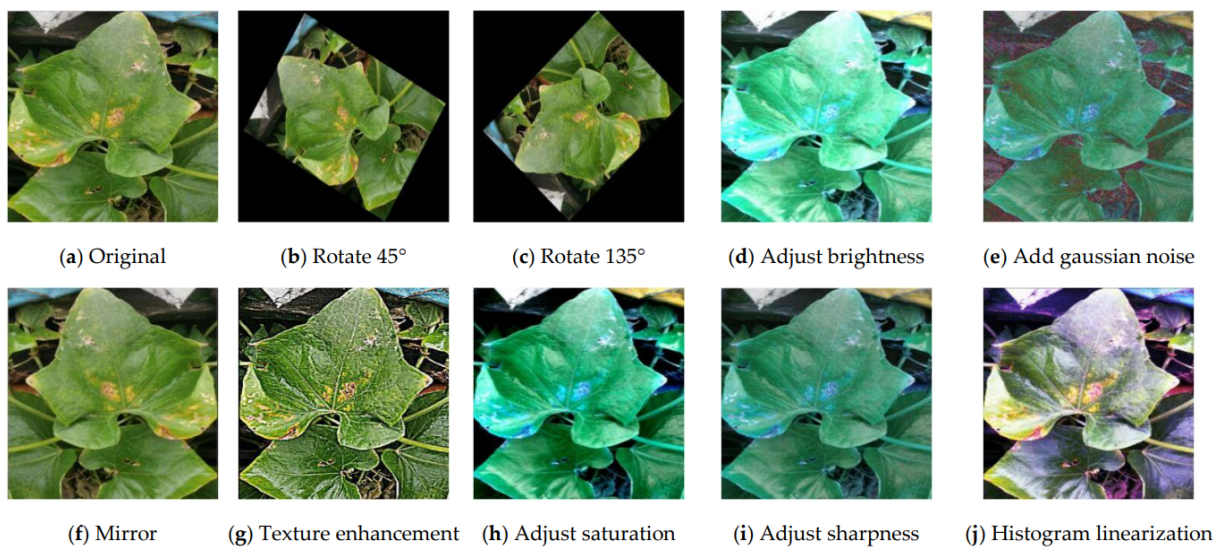 (a) Original
(b) Rotate 45°
(c) Rotate 135°
(d) Adjust brightness
(e) Add gaussian noise
(f) Mirror
(g) Texture enhancement
(h) Adjust saturation
(i) Adjust sharpness
(j) Histogram linearization